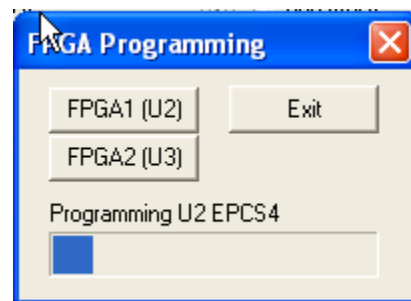 FPGA Programming
FPGA1 (U2)
Exit
FPGA2 (U3)
Programming U2 EPCS4